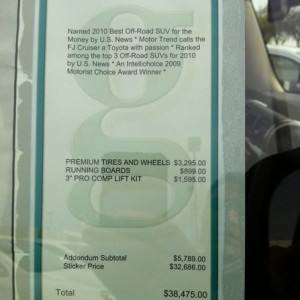 Named 2010 Best Off-Road SUV for the
Money by U.S. News * Motor Trend calls the
FJ Cruiser a Toyota with passion * Ranked
among the top 3 Off-Road SUVs for 2010
by U.S. News * An Intellichoice 2009
Motorist Choice Award Winner *
PREMIUM TIRES AND WHEELS $3,295.00
RUNNING BOARDS $899.00
3" PRO COMP LIFT KIT $1,595.00
Addendum Subtotal $5,789.00
Sticker Price $32,686.00
Total $38,475.00